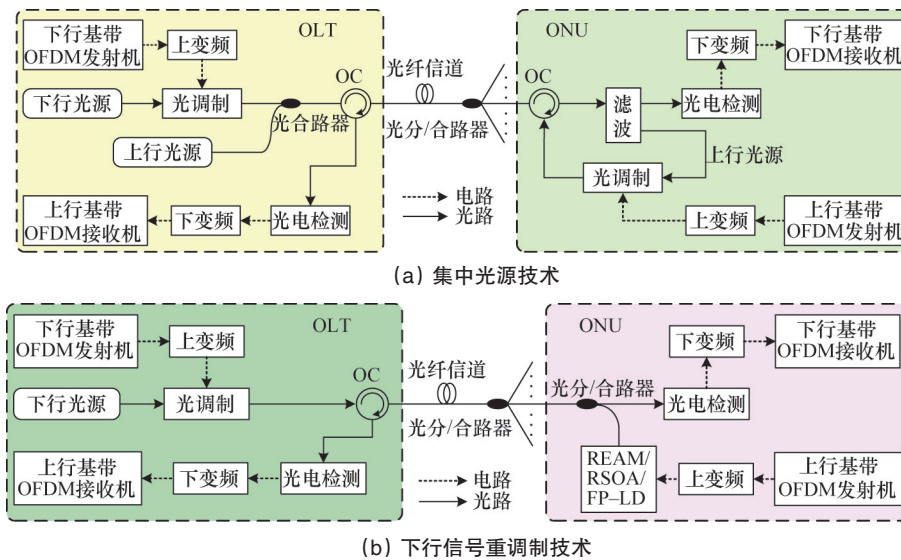 下行基带
OFDM发射机
上变频
OLT
下行光源
光调制
光合路器
OC
上行光源
上行基带
OFDM接收机
下变频
光电检测
光纤信道
光分/合路器
电路
光路
ONU
OC
滤
波
光电检测
下变频
下行基带
OFDM接收机
上行光源
光调制
上变频
上行基带
OFDM发射机
(a) 集中光源技术
下行基带
OFDM发射机
上变频
OLT
下行光源
光调制
OC
上行基带
OFDM接收机
下变频
光电检测
光纤信道
光分/合路器
电路
光路
ONU
光分/合路器
光电检测
下变频
下行基带
OFDM接收机
REAM/
RSOA/
FP–LD
上变频
上行基带
OFDM发射机
(b) 下行信号重调制技术